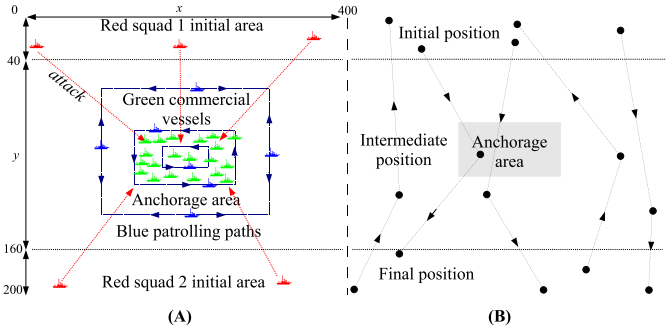 0
x
400
Red squad 1 initial area
Initial position
40
attack
Green commercial
vessels
Intermediate
position
Anchorage
area
y
Anchorage area
Blue patrolling paths
160
Red squad 2 initial area
Final position
200
(A)
(B)